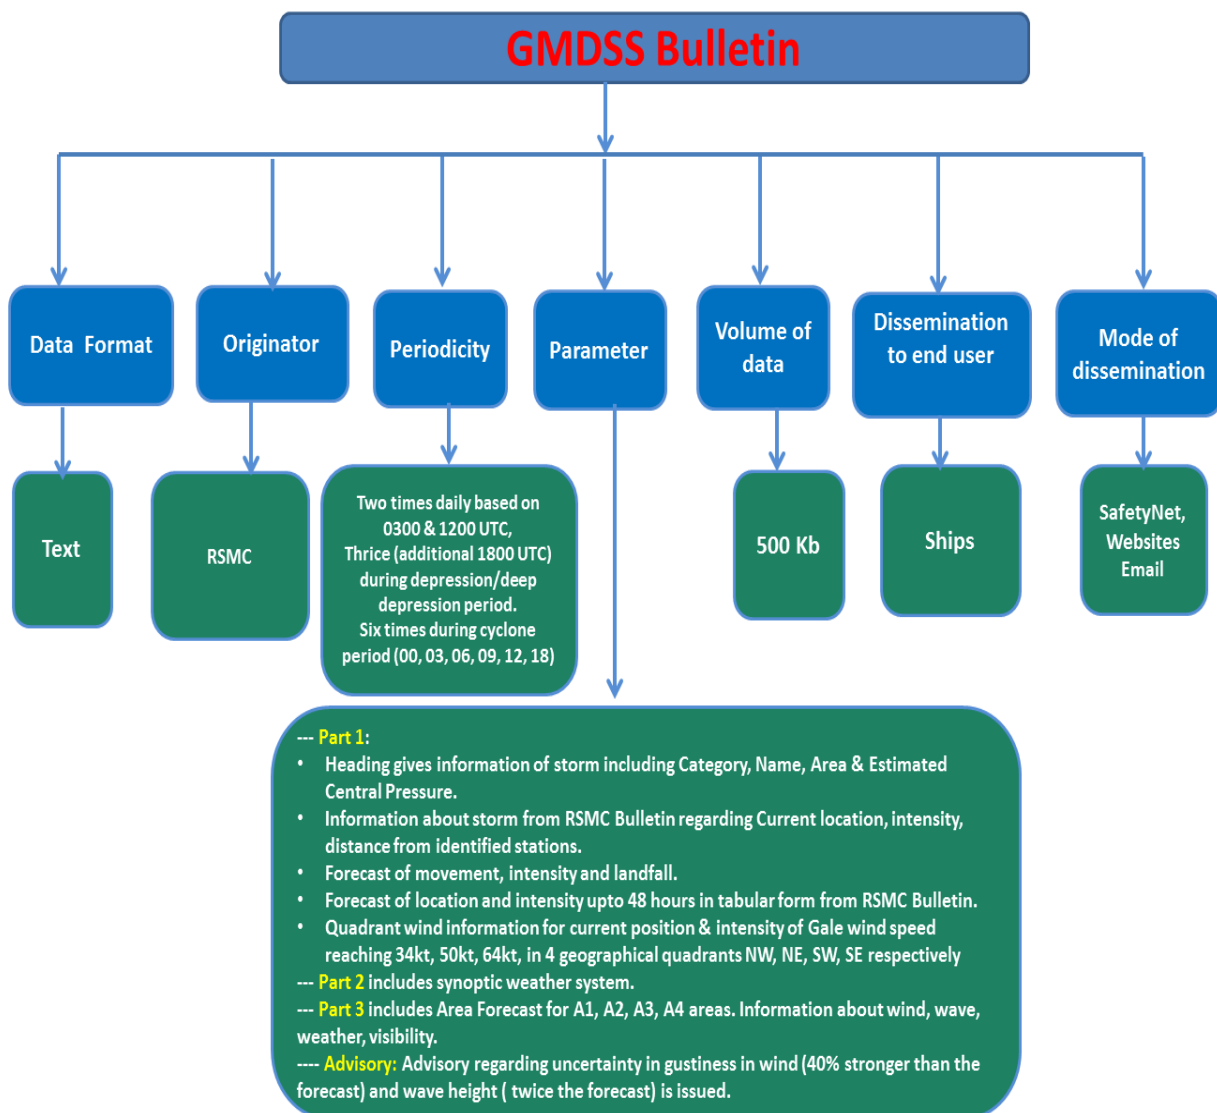 GMDSS Bulletin
Data Format
Originator
Periodicity
Parameter
Volume of
data
Dissemination
to end user
Mode of
dissemination
Text
RSMC
Two times daily based on
0300 & 1200 UTC,
Thrice (additional 1800 UTC)
during depression/deep
depression period.
Six times during cyclone
period (00, 03, 06, 09, 12, 18)
500 Kb
Ships
SafetyNet,
Websites
Email
--- Part 1:
• Heading gives information of storm including Category, Name, Area & Estimated
Central Pressure.
• Information about storm from RSMC Bulletin regarding Current location, intensity,
distance from identified stations.
• Forecast of movement, intensity and landfall.
• Forecast of location and intensity upto 48 hours in tabular form from RSMC Bulletin.
• Quadrant wind information for current position & intensity of Gale wind speed
reaching 34kt, 50kt, 64kt, in 4 geographical quadrants NW, NE, SW, SE respectively
--- Part 2 includes synoptic weather system.
--- Part 3 includes Area Forecast for A1, A2, A3, A4 areas. Information about wind, wave,
weather, visibility.
---- Advisory: Advisory regarding uncertainty in gustiness in wind (40% stronger than the
forecast) and wave height ( twice the forecast) is issued.